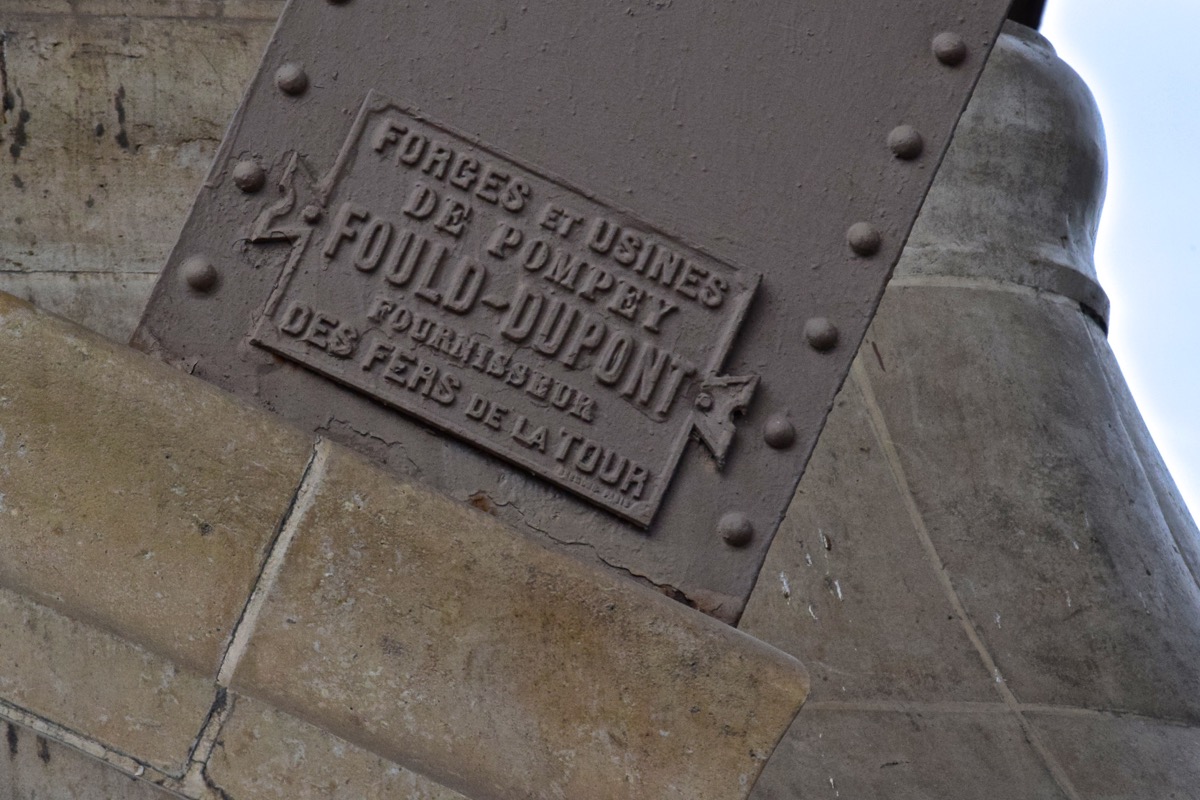 FORGES ET USINES
DE POMPEY
FOULD-DUPONT
FOURNISSEUR
DES FERS DE LA TOUR